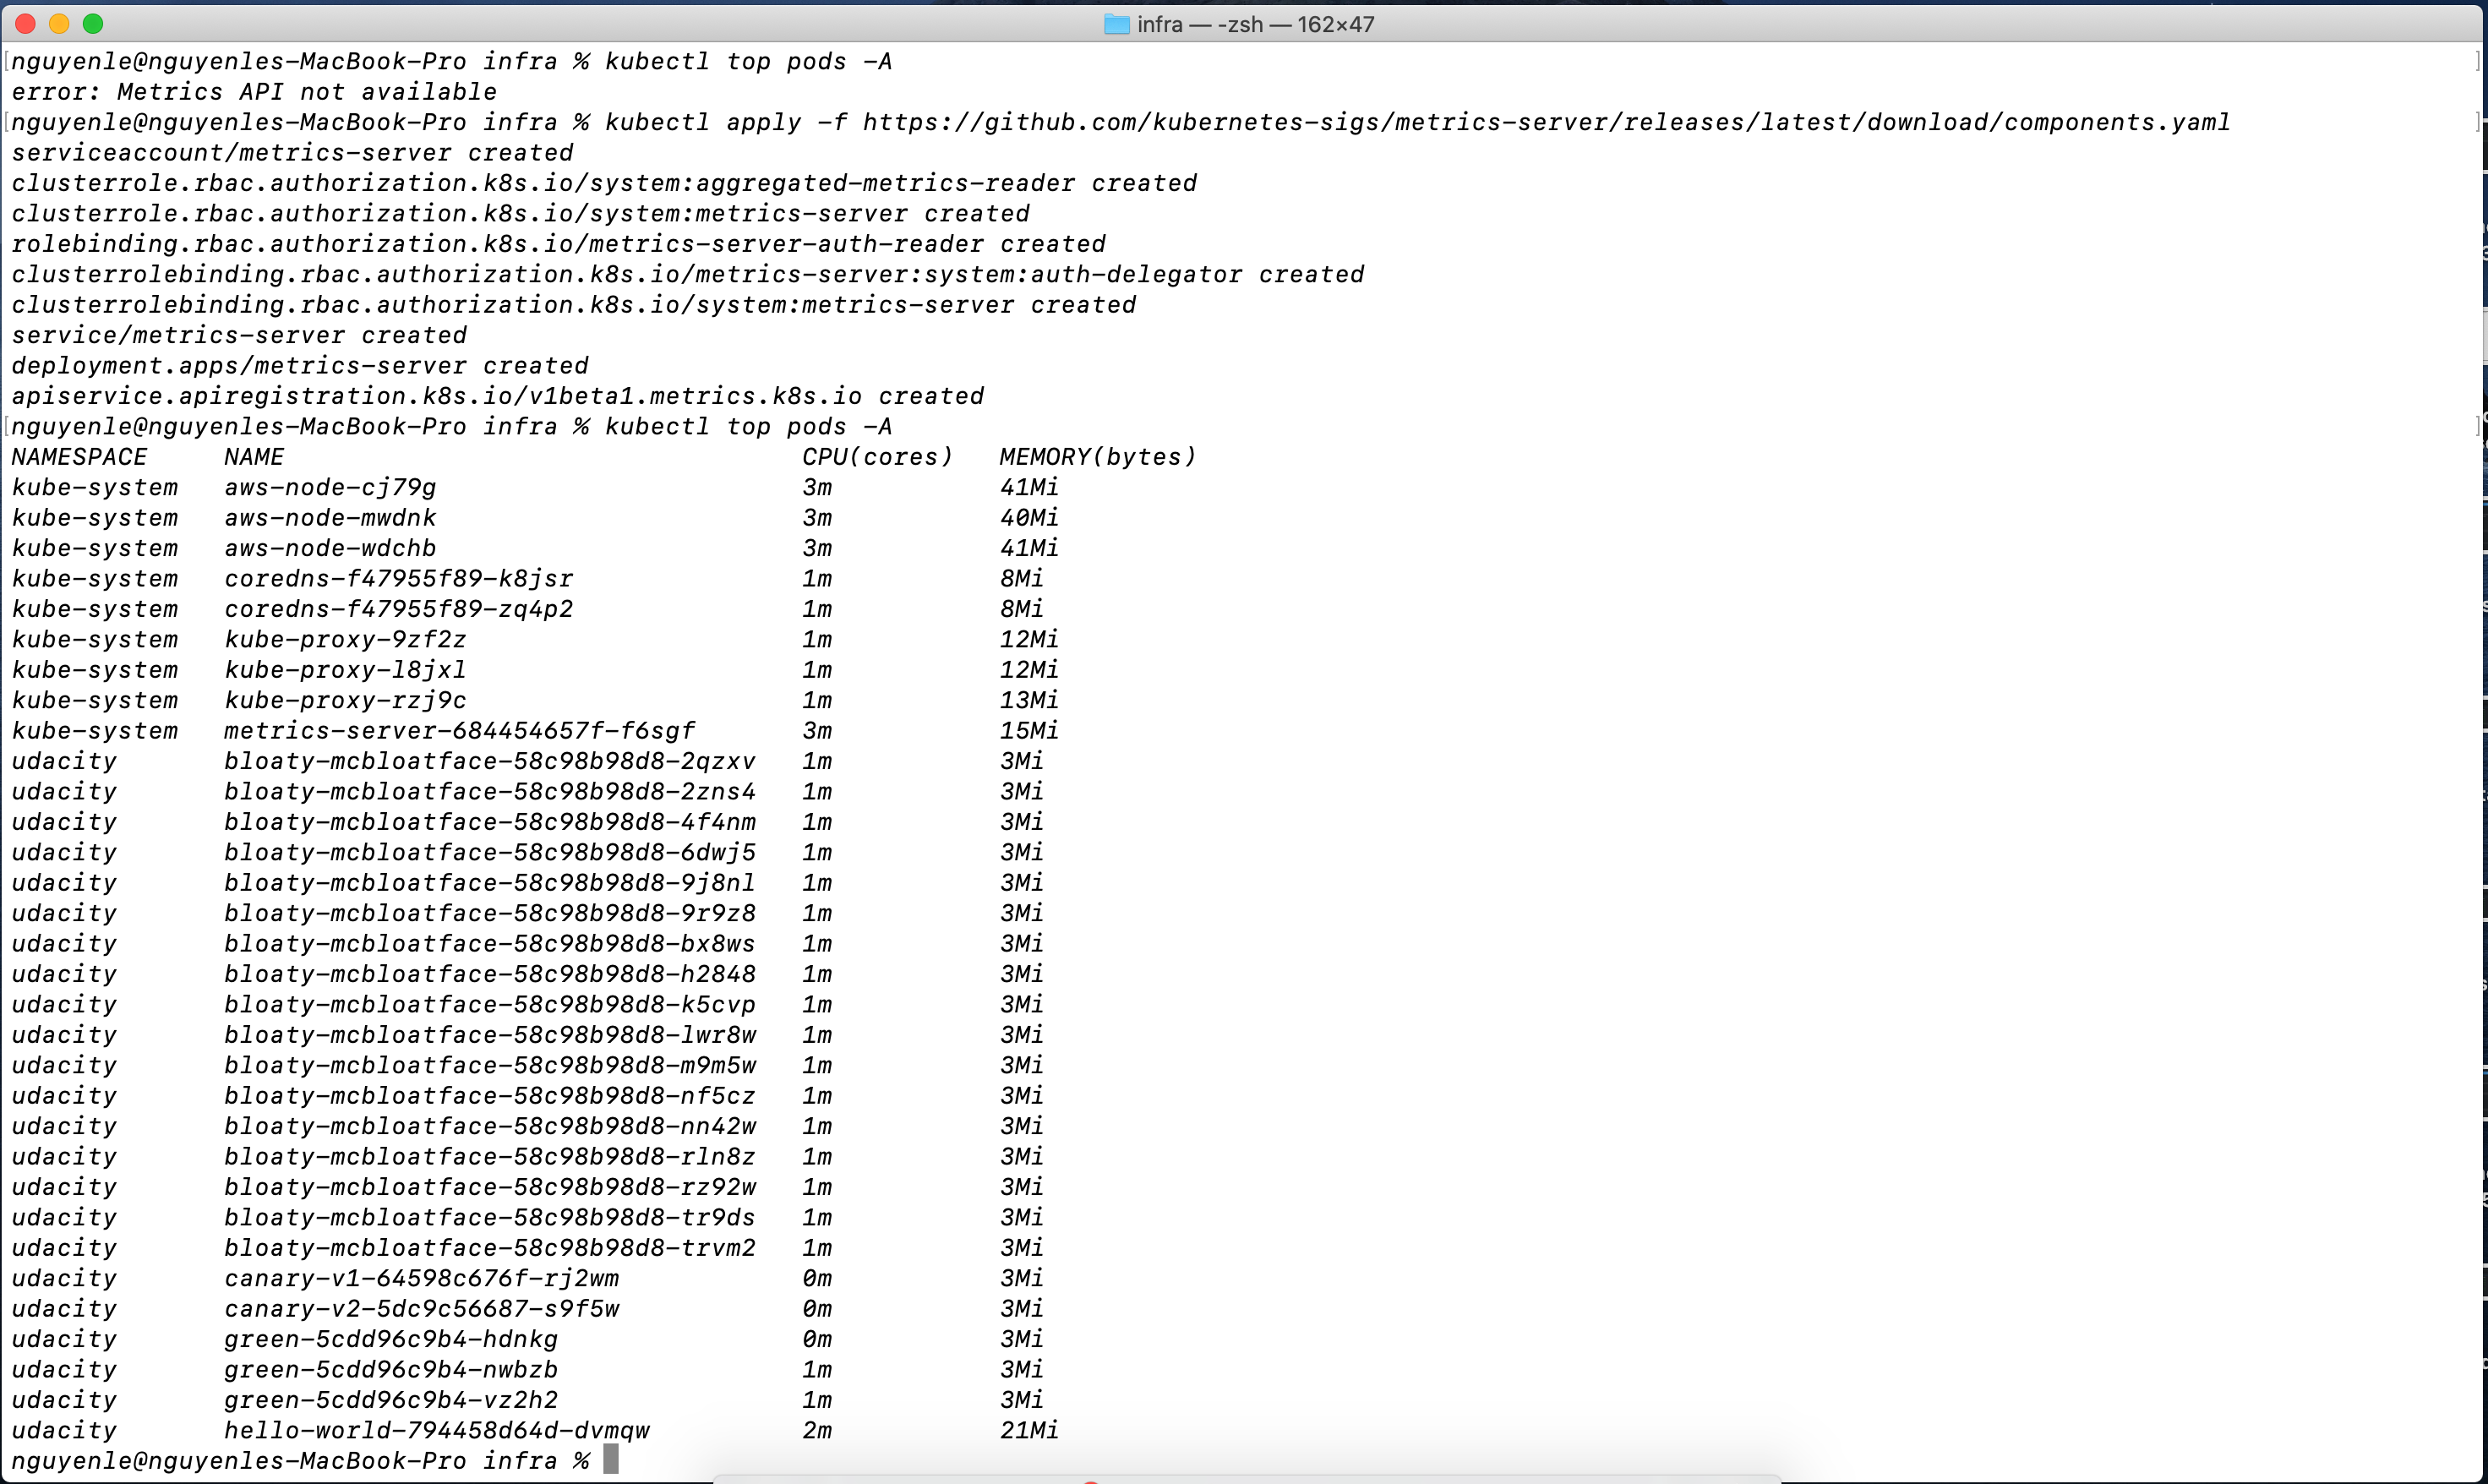 infra — -zsh — 162×47
nguyenle@nguyenles-MacBook-Pro infra % kubectl top pods -A
error: Metrics API not available
nguyenle@nguyenles-MacBook-Pro infra % kubectl apply -f https://github.com/kubernetes-sigs/metrics-server/releases/latest/download/components.yaml
serviceaccount/metrics-server created
clusterrole.rbac.authorization.k8s.io/system:aggregated-metrics-reader created
clusterrole.rbac.authorization.k8s.io/system:metrics-server created
rolebinding.rbac.authorization.k8s.io/metrics-server-auth-reader created
clusterrolebinding.rbac.authorization.k8s.io/metrics-server:system:auth-delegator created
clusterrolebinding.rbac.authorization.k8s.io/system:metrics-server created
service/metrics-server created
deployment.apps/metrics-server created
apiservice.apiregistration.k8s.io/v1beta1.metrics.k8s.io created
nguyenle@nguyenles-MacBook-Pro infra % kubectl top pods -A
NAMESPACE NAME CPU(cores) MEMORY(bytes)
kube-system aws-node-cj79g 3m 41Mi
kube-system aws-node-mwdnk 3m 40Mi
kube-system aws-node-wdchb 3m 41Mi
kube-system coredns-f47955f89-k8jsr 1m 8Mi
kube-system coredns-f47955f89-zq4p2 1m 8Mi
kube-system kube-proxy-9zf2z 1m 12Mi
kube-system kube-proxy-l8jxl 1m 12Mi
kube-system kube-proxy-rzj9c 1m 13Mi
kube-system metrics-server-684454657f-f6sgf 3m 15Mi
udacity bloaty-mcbloatface-58c98b98d8-2qzxv 1m 3Mi
udacity bloaty-mcbloatface-58c98b98d8-2zns4 1m 3Mi
udacity bloaty-mcbloatface-58c98b98d8-4f4nm 1m 3Mi
udacity bloaty-mcbloatface-58c98b98d8-6dwj5 1m 3Mi
udacity bloaty-mcbloatface-58c98b98d8-9j8nl 1m 3Mi
udacity bloaty-mcbloatface-58c98b98d8-9r9z8 1m 3Mi
udacity bloaty-mcbloatface-58c98b98d8-bx8ws 1m 3Mi
udacity bloaty-mcbloatface-58c98b98d8-h2848 1m 3Mi
udacity bloaty-mcbloatface-58c98b98d8-k5cvp 1m 3Mi
udacity bloaty-mcbloatface-58c98b98d8-lwr8w 1m 3Mi
udacity bloaty-mcbloatface-58c98b98d8-m9m5w 1m 3Mi
udacity bloaty-mcbloatface-58c98b98d8-nf5cz 1m 3Mi
udacity bloaty-mcbloatface-58c98b98d8-nn42w 1m 3Mi
udacity bloaty-mcbloatface-58c98b98d8-rln8z 1m 3Mi
udacity bloaty-mcbloatface-58c98b98d8-rz92w 1m 3Mi
udacity bloaty-mcbloatface-58c98b98d8-tr9ds 1m 3Mi
udacity bloaty-mcbloatface-58c98b98d8-trvm2 1m 3Mi
udacity canary-v1-64598c676f-rj2wm 0m 3Mi
udacity canary-v2-5dc9c56687-s9f5w 0m 3Mi
udacity green-5cdd96c9b4-hdnkg 0m 3Mi
udacity green-5cdd96c9b4-nwbzb 1m 3Mi
udacity green-5cdd96c9b4-vz2h2 1m 3Mi
udacity hello-world-794458d64d-dvmqw 2m 21Mi
nguyenle@nguyenles-MacBook-Pro infra %